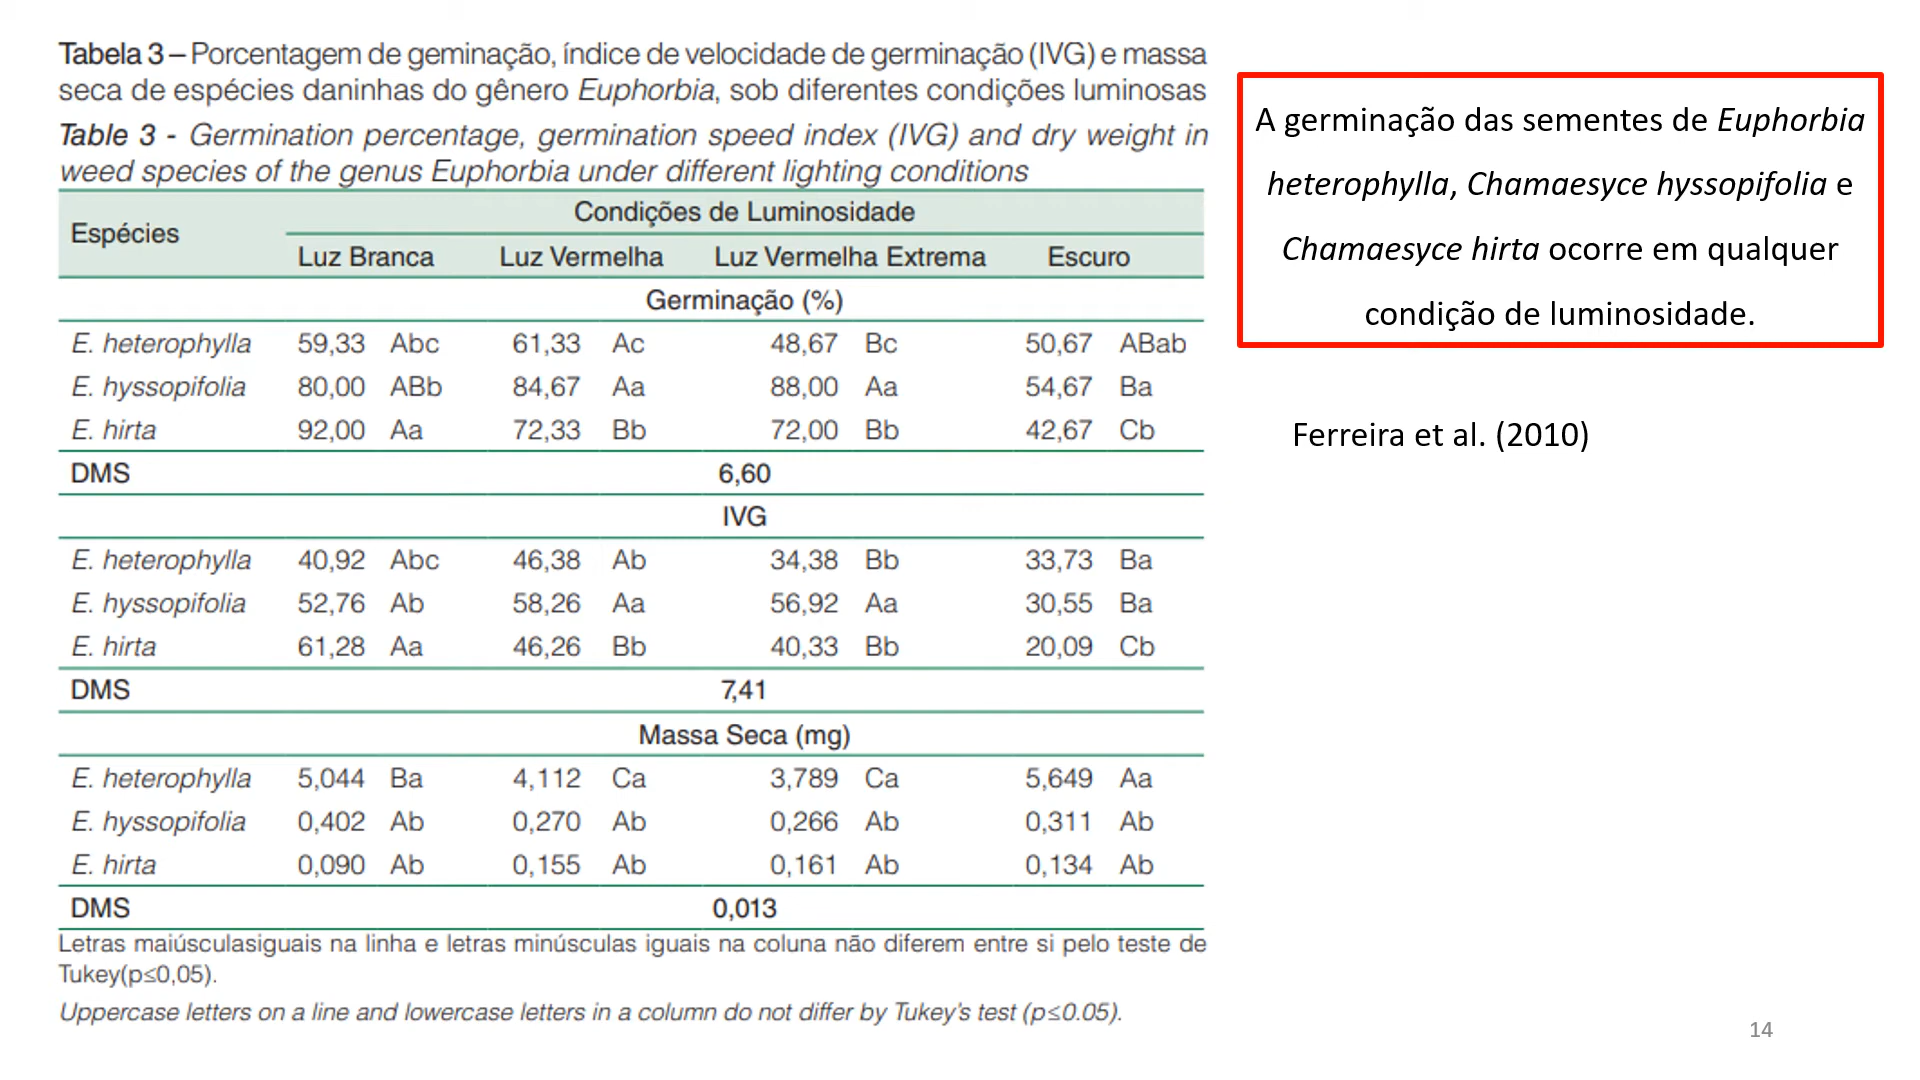 Tabela 3 – Porcentagem de geminação, índice de velocidade de germinação (IVG) e massa
seca de espécies daninhas do gênero Euphorbia, sob diferentes condições luminosas
Table 3 - Germination percentage, germination speed index (IVG) and dry weight in
weed species of the genus Euphorbia under different lighting conditions
Espécies Condições de Luminosidade
Luz Branca Luz Vermelha Luz Vermelha Extrema Escuro
Germinação (%)
E. heterophylla 59,33 Abc 61,33 Ac 48,67 Bc 50,67 ABab
E. hyssopifolia 80,00 ABb 84,67 Aa 88,00 Aa 54,67 Ba
E. hirta 92,00 Aa 72,33 Bb 72,00 Bb 42,67 Cb
DMS 6,60
IVG
E. heterophylla 40,92 Abc 46,38 Ab 34,38 Bb 33,73 Ba
E. hyssopifolia 52,76 Ab 58,26 Aa 56,92 Aa 30,55 Ba
E. hirta 61,28 Aa 46,26 Bb 40,33 Bb 20,09 Cb
DMS 7,41
Massa Seca (mg)
E. heterophylla 5,044 Ba 4,112 Ca 3,789 Ca 5,649 Aa
E. hyssopifolia 0,402 Ab 0,270 Ab 0,266 Ab 0,311 Ab
E. hirta 0,090 Ab 0,155 Ab 0,161 Ab 0,134 Ab
DMS 0,013
Letras maiúsculasiguais na linha e letras minúsculas iguais na coluna não diferem entre si pelo teste de
Tukey(p≤0,05).
Uppercase letters on a line and lowercase letters in a column do not differ by Tukey's test (p≤0.05).
A germinação das sementes de Euphorbia
heterophylla, Chamaesyce hyssopifolia e
Chamaesyce hirta ocorre em qualquer
condição de luminosidade.
Ferreira et al. (2010)
14